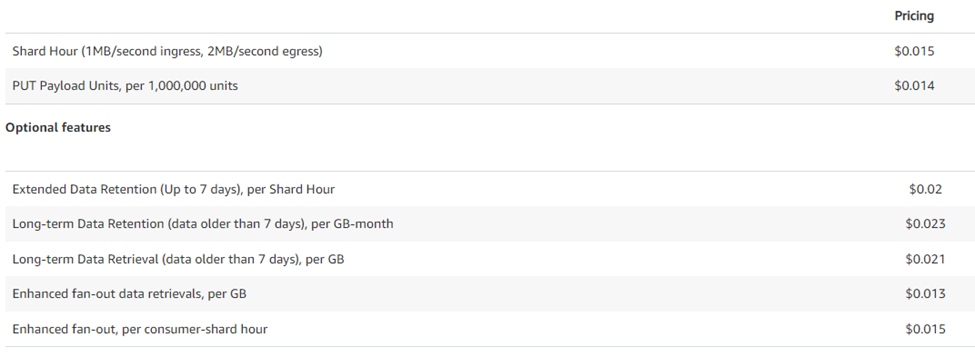 Pricing
Shard Hour (1MB/second ingress, 2MB/second egress) $0.015
PUT Payload Units, per 1,000,000 units $0.014
Optional features
Extended Data Retention (Up to 7 days), per Shard Hour $0.02
Long-term Data Retention (data older than 7 days), per GB-month $0.023
Long-term Data Retrieval (data older than 7 days), per GB $0.021
Enhanced fan-out data retrievals, per GB $0.013
Enhanced fan-out, per consumer-shard hour $0.015